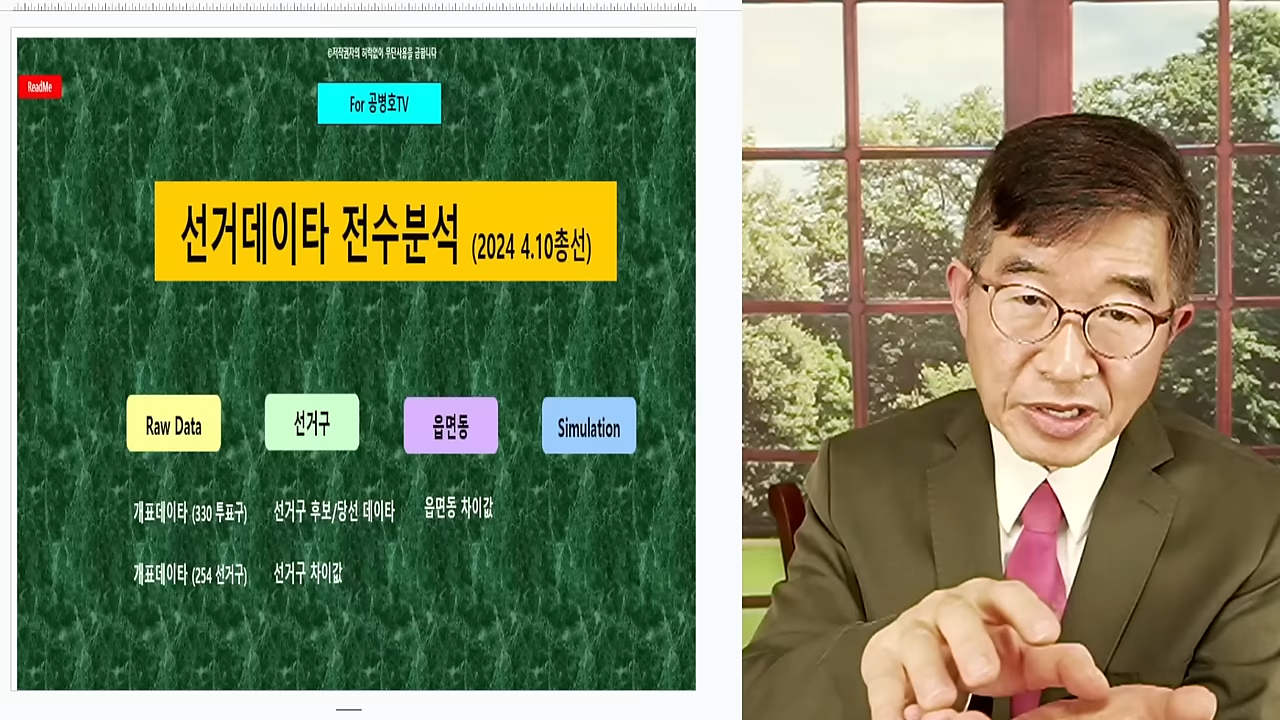 ©저작권자의 허락없이 무단사용을 금합니다
ReadMe
For 공병호TV
선거데이타 전수분석 (2024 4.10총선)
Raw Data
선거구
읍면동
Simulation
개표데이타 (330 투표구)
선거구 후보/당선 데이타
읍면동 차이값
개표데이타 (254 선거구)
선거구 차이값